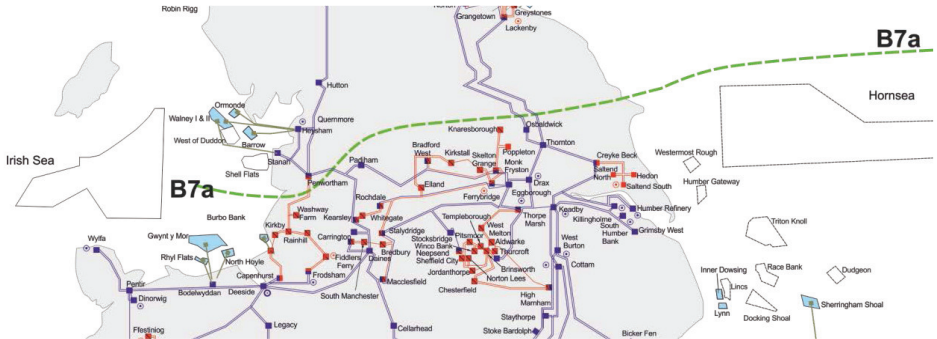 Robin Rigg
Norton
Greystones
Grangetown
Lackenby
B7a
Hutton
Hornsea
Ormonde
Walney I & II
Quernmore
Heysham
Barrow
West of Duddon
Stanah
Shell Flats
Irish Sea
B7a
Penwortham
Padiham
Knaresborough
Osbaldwick
Poppleton
Thornton
Bradford
West
Kirkstall
Skelton
Grange
Monk
Fryston
Elland
Ferrybridge
Eggborough
Drax
Creyke Beck
Saltend
North
Hedon
Saltend South
Westermost Rough
Humber Gateway
Rochdale
Washway
Farm
Kearsley
Whitegate
Kirkby
Rainhill
Carrington
Stalybridge
Fiddlers
Ferry
Daines
Bredbury
Burbo Bank
Gwynt y Mor
Wylfa
Rhyl Flats
North Hoyle
Capenhurst
Frodsham
South Manchester
Macclesfield
Pentir
Dinorwig
Bodelwyddan
Deeside
Templeborough
Thorpe
Marsh
Keadby
Killingholme
South
Humber
Bank
Humber Refinery
Grimsby West
West
Melton
Stocksbridge
Pitsmoor
Aldwarke
Winco Bank
Thurcroft
Neepsend
Sheffield City
Brinsworth
Jordanthorpe
Norton Lees
Chesterfield
High
Marnham
West
Burton
Cottam
Triton Knoll
Inner Dowsing
Race Bank
Lincs
Dudgeon
Lynn
Docking Shoal
Sherringham Shoal
Staythorpe
Stoke Bardolph
Bicker Fen
Ffestiniog
Legacy
Cellarhead